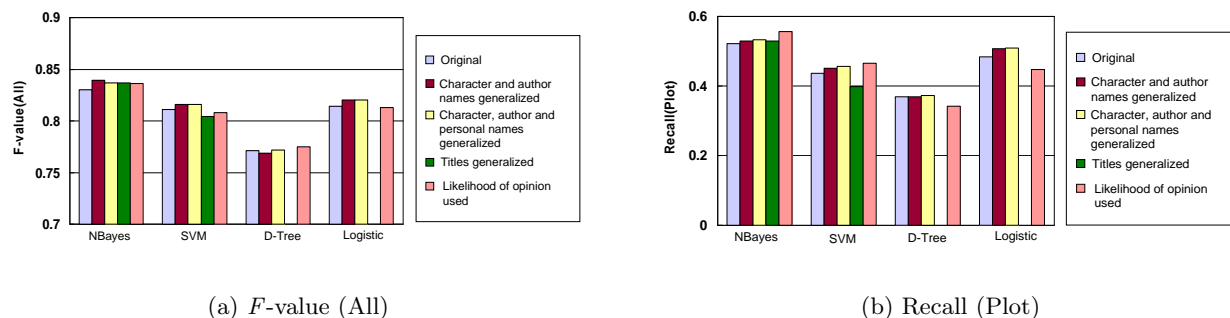 0.9
0.85
0.8
0.75
0.7
F-value(All)
NBayes
SVM
D-Tree
Logistic
Original
Character and author
names generalized
Character, author and
personal names
generalized
Titles generalized
Likelihood of opinion
used
(a) F-value (All)
0.6
0.4
0.2
0
Recall(Plot)
NBayes
SVM
D-Tree
Logistic
Original
Character and author
names generalized
Character, author and
personal names
generalized
Titles generalized
Likelihood of opinion
used
(b) Recall (Plot)